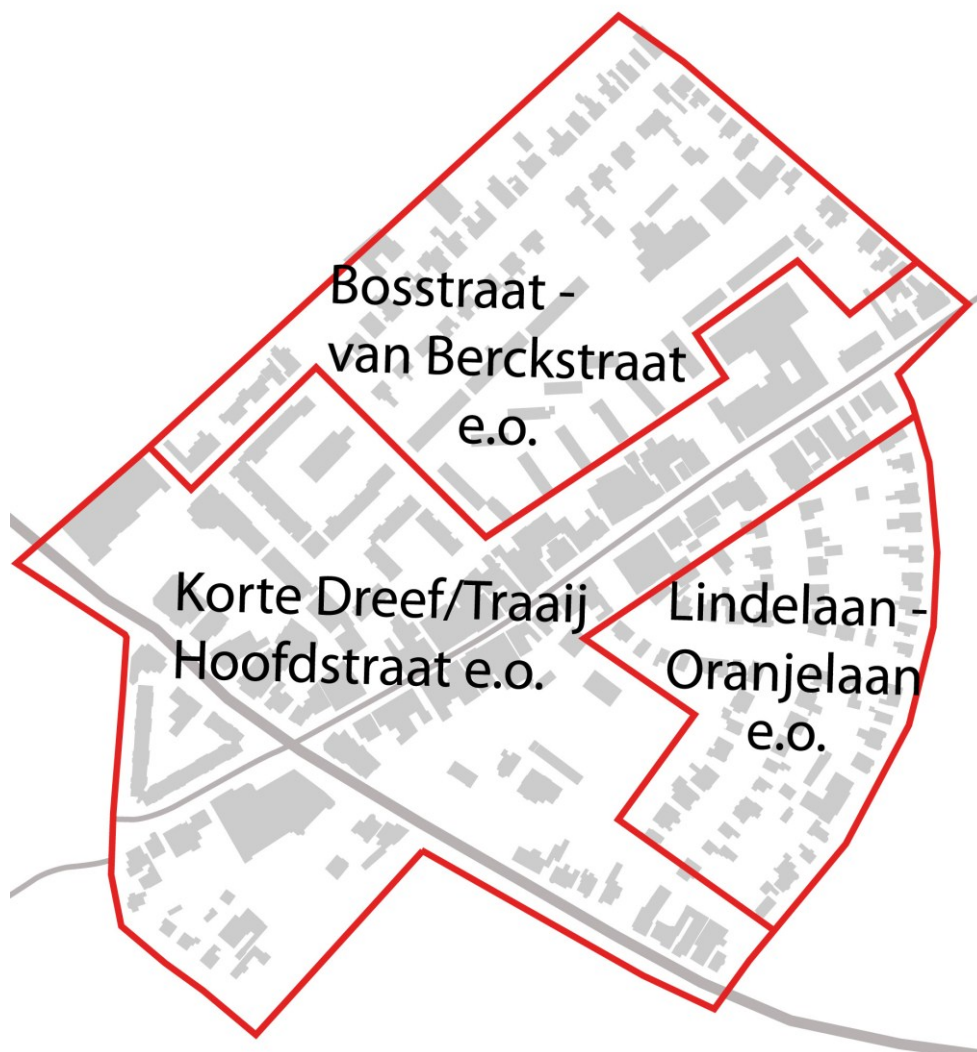 Bosstraat -
van Berckstraat
e.o.
Korte Dreef/Traaij
Hoofdstraat e.o.
Lindelaan -
Oranjelaan
e.o.